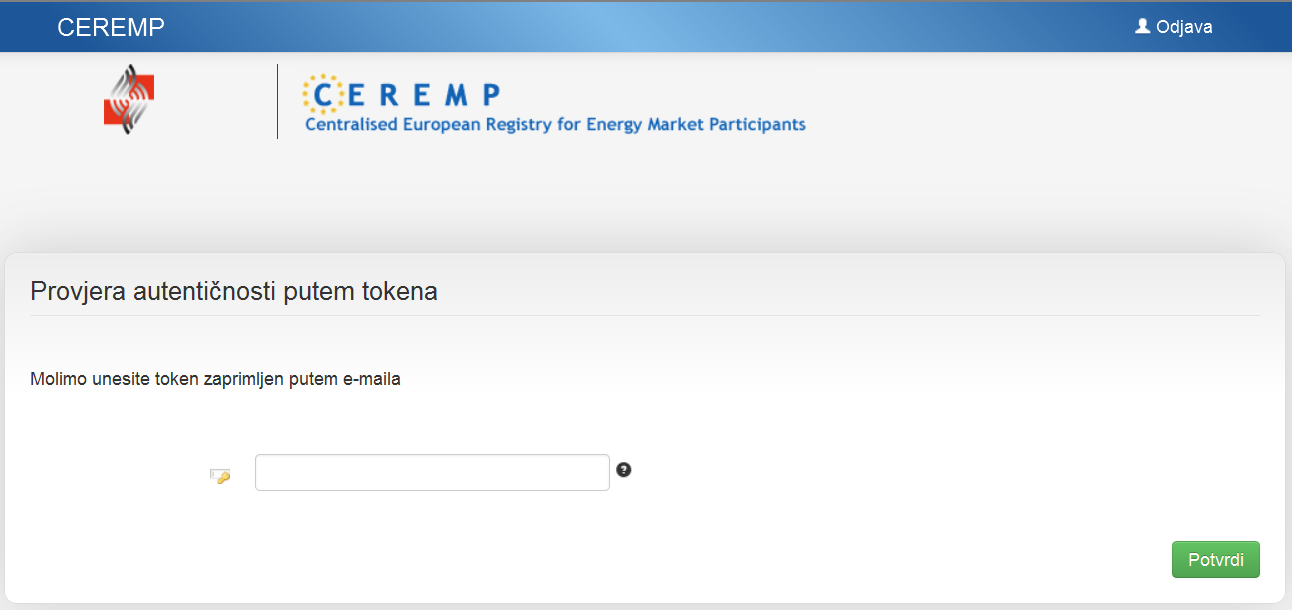 CEREMP
Odjava
CEREMP
Centralised European Registry for Energy Market Participants
Provjera autentičnosti putem tokena
Molimo unesite token zaprimljen putem e-maila
?
Potvrdi